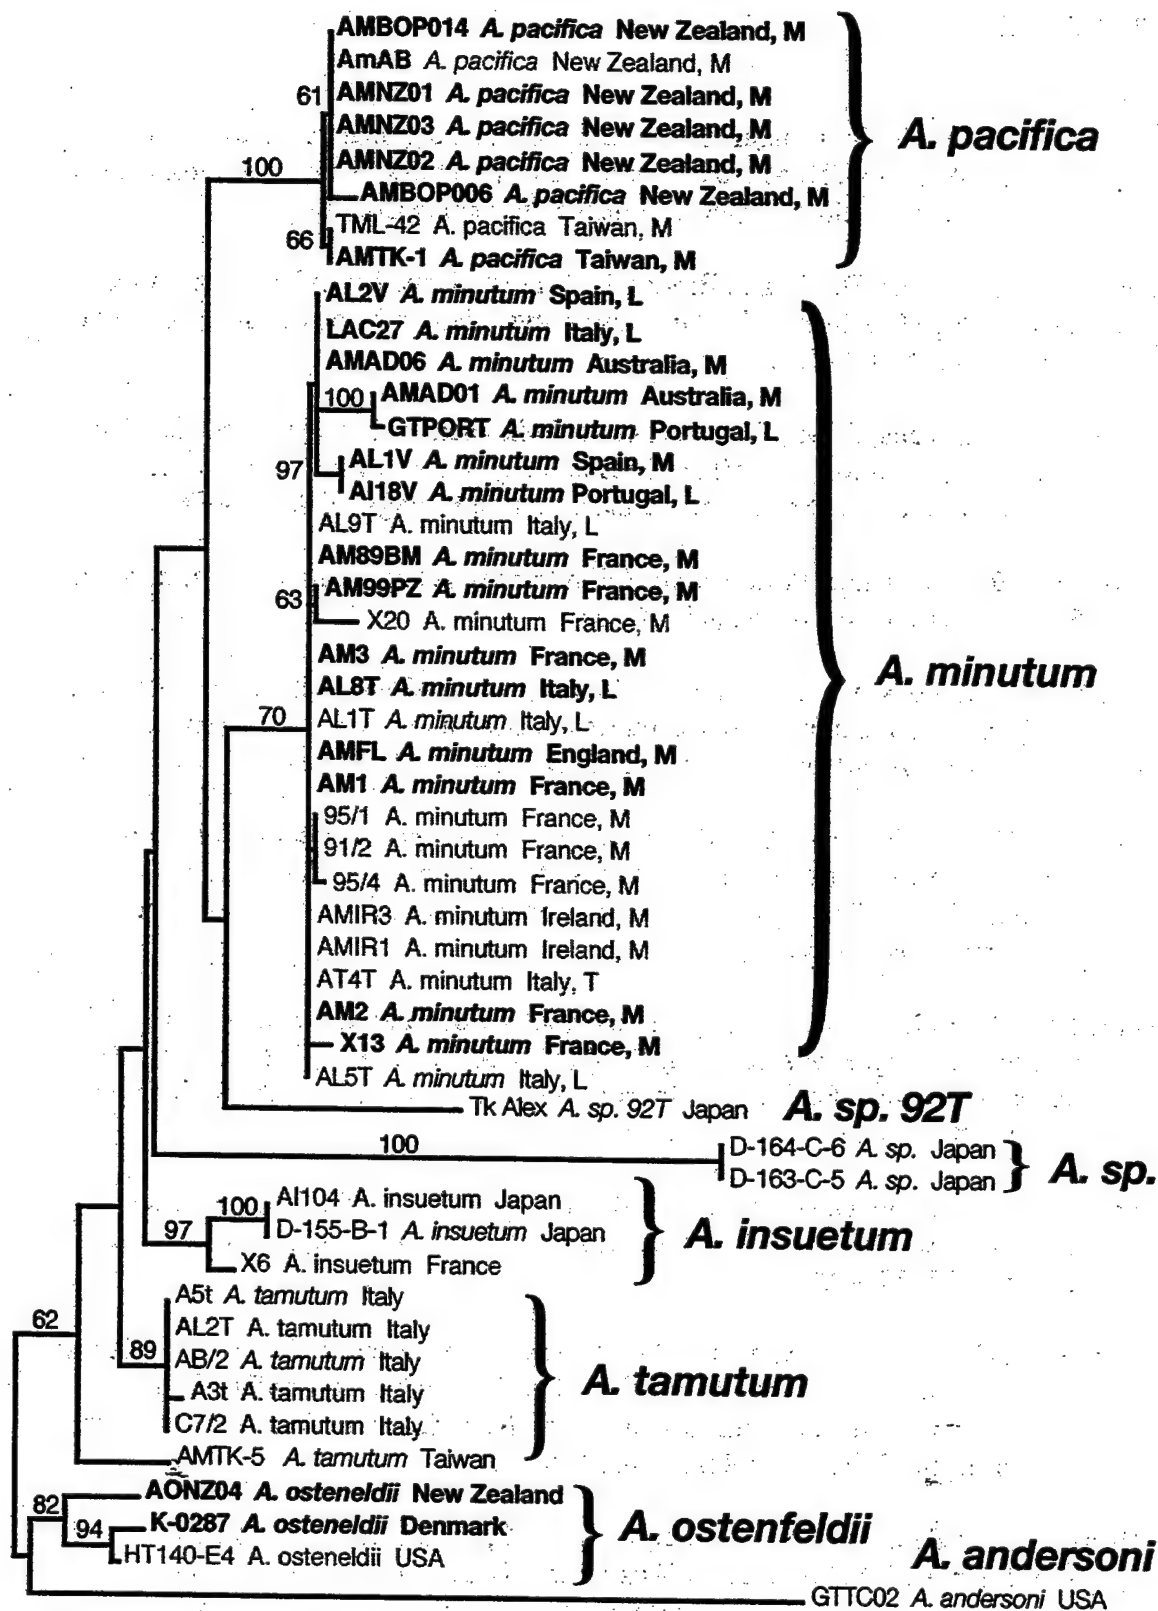 AMBOP014 A. pacifica New Zealand, M
AmAB A. pacifica New Zealand, M
61
AMNZ01 A. pacifica New Zealand, M
AMNZ03 A. pacifica New Zealand, M
A. pacifica
100
AMNZ02 A. pacifica New Zealand, M
AMBOP006 A. pacifica New Zealand, M
TML-42 A. pacifica Taiwan, M
66
AMTK-1 A. pacifica Taiwan, M
AL2V A. minutum Spain, L
LAC27 A. minutum Italy, L
AMAD06 A. minutum Australia, M
100
AMAD01 A. minutum Australia, M
GTPORT A. minutum Portugal, L
97
AL1V A. minutum Spain, M
AI18V A. minutum Portugal, L
AL9T A. minutum Italy, L
AM89BM A. minutum France, M
63
AM99PZ A. minutum France, M
X20 A. minutum France, M
AM3 A. minutum France, M
A. minutum
AL8T A. minutum Italy, L
70
AL1T A. minutum Italy, L
AMFL A. minutum England, M
AM1 A. minutum France, M
95/1 A. minutum France, M
91/2 A. minutum France, M
95/4 A. minutum France, M
AMIR3 A. minutum Ireland, M
AMIR1 A. minutum Ireland, M
AT4T A. minutum Italy, T
AM2 A. minutum France, M
X13 A. minutum France, M
AL5T A. minutum Italy, L
Tk Alex A. sp. 92T Japan A. sp. 92T
100
D-164-C-6 A. sp. Japan
D-163-C-5 A. sp. Japan
A. sp.
100
AI104 A. insuetum Japan
97
D-155-B-1 A. insuetum Japan
A. insuetum
X6 A. insuetum France
A5t A. tamutum Italy
62
AL2T A. tamutum Italy
89
AB/2 A. tamutum Italy
A. tamutum
A3t A. tamutum Italy
C7/2 A. tamutum Italy
AMTK-5 A. tamutum Taiwan
82
AONZ04 A. osteneldii New Zealand
94
K-0287 A. osteneldii Denmark
A. ostenfeldii
HT140-E4 A. osteneldii USA
A. andersoni
GTTC02 A. andersoni USA